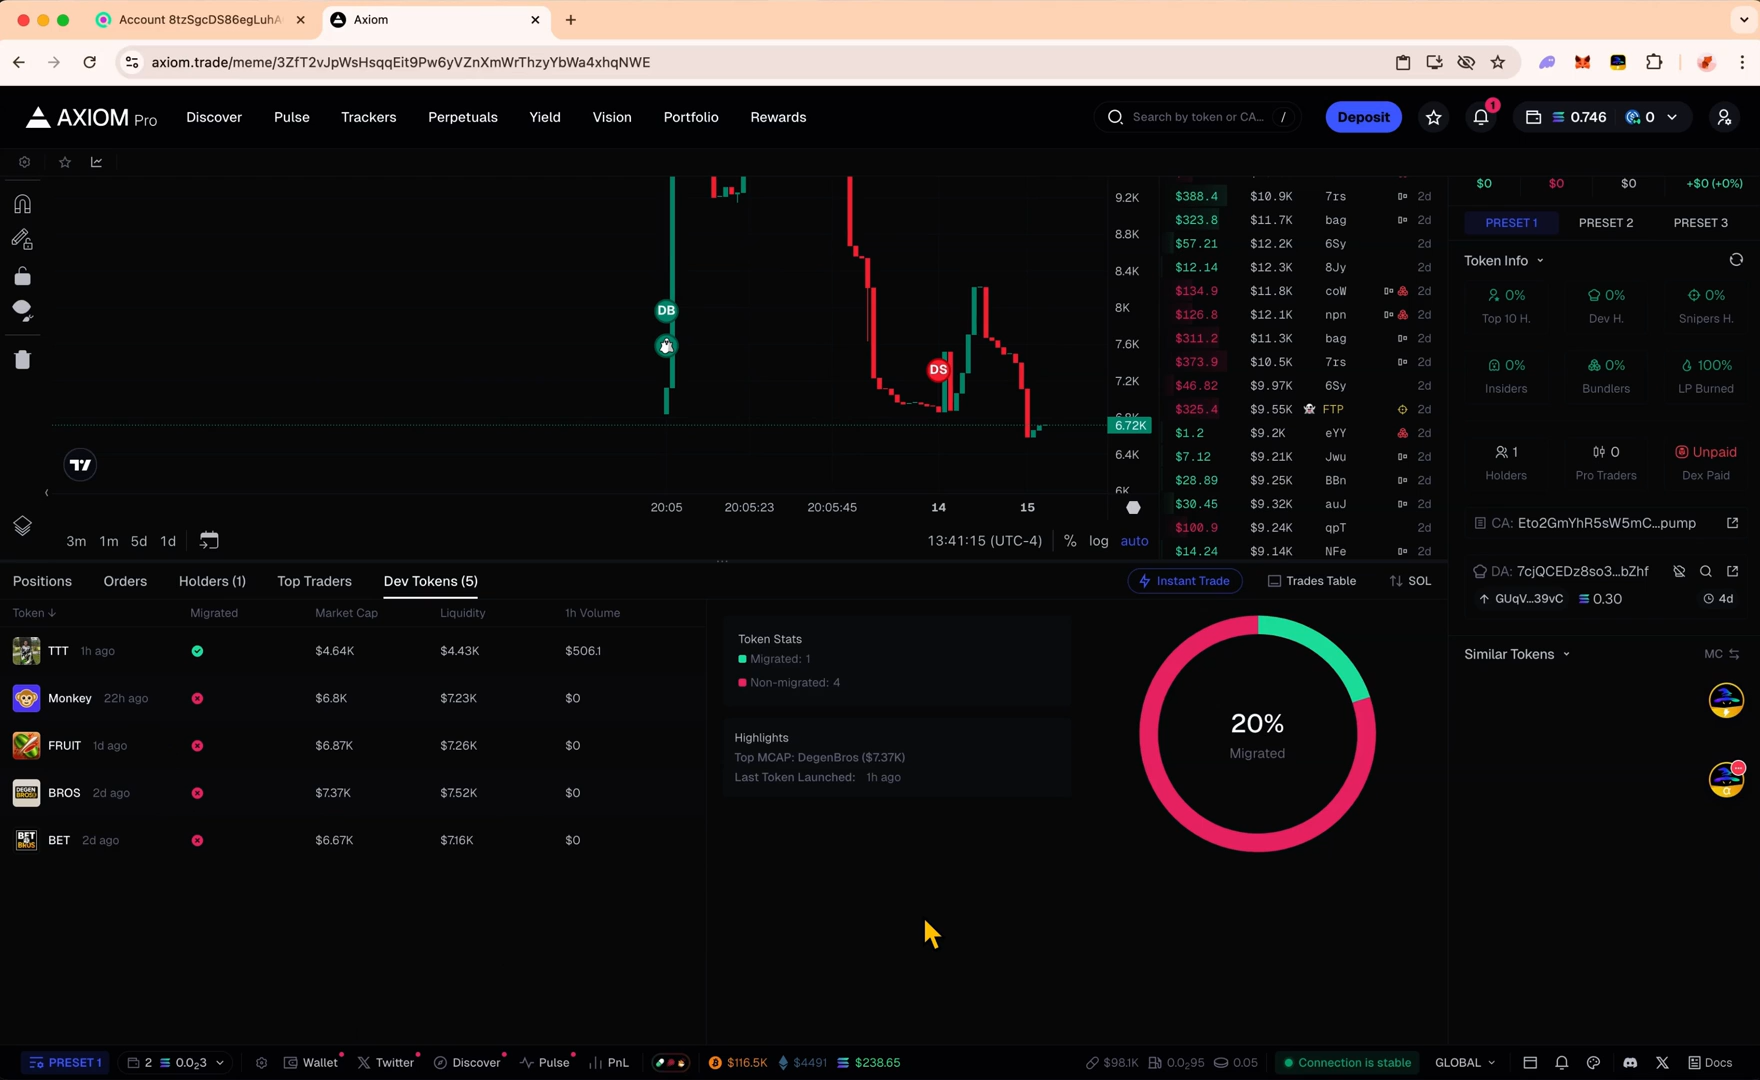 Account 8tzSgcDS86egLuhA
Axiom
axiom.trade/meme/3ZfT2vJpWsHsqqEit9Pw6yVZnXmWrThzyYbWa4xhqNWE
AXIOM Pro
Discover
Pulse
Trackers
Perpetuals
Yield
Vision
Portfolio
Rewards
Search by token or CA...
/
Deposit
1
0.746
0
$0 $0 $0 +$0 (+0%)
PRESET 1 PRESET 2 PRESET 3
Token Info
0% 0% 0%
Top 10 H. Dev H. Snipers H.
0% 0% 100%
Insiders Bundlers LP Burned
1 0 Unpaid
Holders Pro Traders Dex Paid
CA: Eto2GmYhR5sW5mC...pump
DA: 7cjQCEDz8so3...bZhf
GUqV...39vC 0.30 4d
Similar Tokens MC
9.2K
8.8K
8.4K
8K
7.6K
7.2K
6.8K
6.72K
6.4K
6K
DB
DS
20:05 20:05:23 20:05:45 14 15
3m 1m 5d 1d
13:41:15 (UTC-4) % log auto
$388.4 $10.9K 7rs 2d
$323.8 $11.7K bag 2d
$57.21 $12.2K 6Sy 2d
$12.14 $12.3K 8Jy 2d
$134.9 $11.8K coW 2d
$126.8 $12.1K npn 2d
$311.2 $11.3K bag 2d
$373.9 $10.5K 7rs 2d
$46.82 $9.97K 6Sy 2d
$325.4 $9.55K FTP 2d
$1.2 $9.2K eYY 2d
$7.12 $9.21K Jwu 2d
$28.89 $9.25K BBn 2d
$30.45 $9.32K auJ 2d
$100.9 $9.24K qpT 2d
$14.24 $9.14K NFe 2d
Positions Orders Holders (1) Top Traders Dev Tokens (5)
Instant Trade Trades Table SOL
Token Migrated Market Cap Liquidity 1h Volume
TTT 1h ago $4.64K $4.43K $506.1
Monkey 22h ago $6.8K $7.23K $0
FRUIT 1d ago $6.87K $7.26K $0
BROS 2d ago $7.37K $7.52K $0
BET 2d ago $6.67K $7.16K $0
DEGEN BROS
BET BROS
Token Stats
Migrated: 1
Non-migrated: 4
Highlights
Top MCAP: DegenBros ($7.37K)
Last Token Launched: 1h ago
20%
Migrated
PRESET 1
2 0.0₂3
Wallet Twitter Discover Pulse PnL
$116.5K $4491 $238.65
$98.1K 0.0₂95 0.05
Connection is stable
GLOBAL
Docs